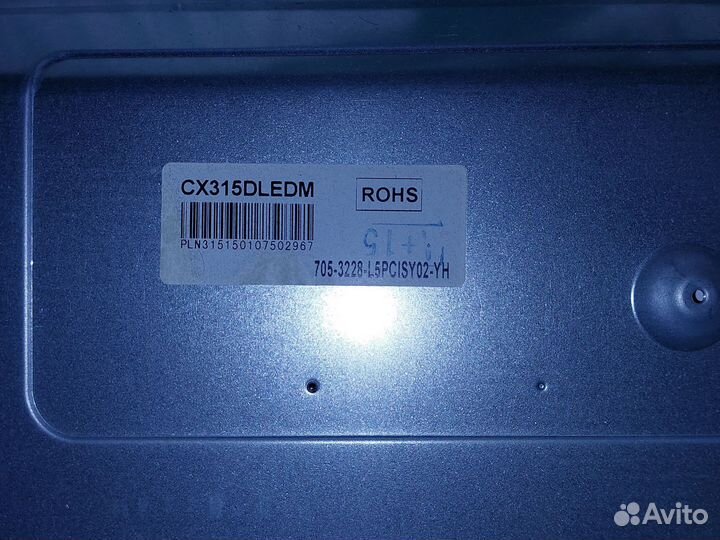 CX315DLEDM
ROHS
PLN315150107502967
705-3228-L5PCISY02-YH
Avito